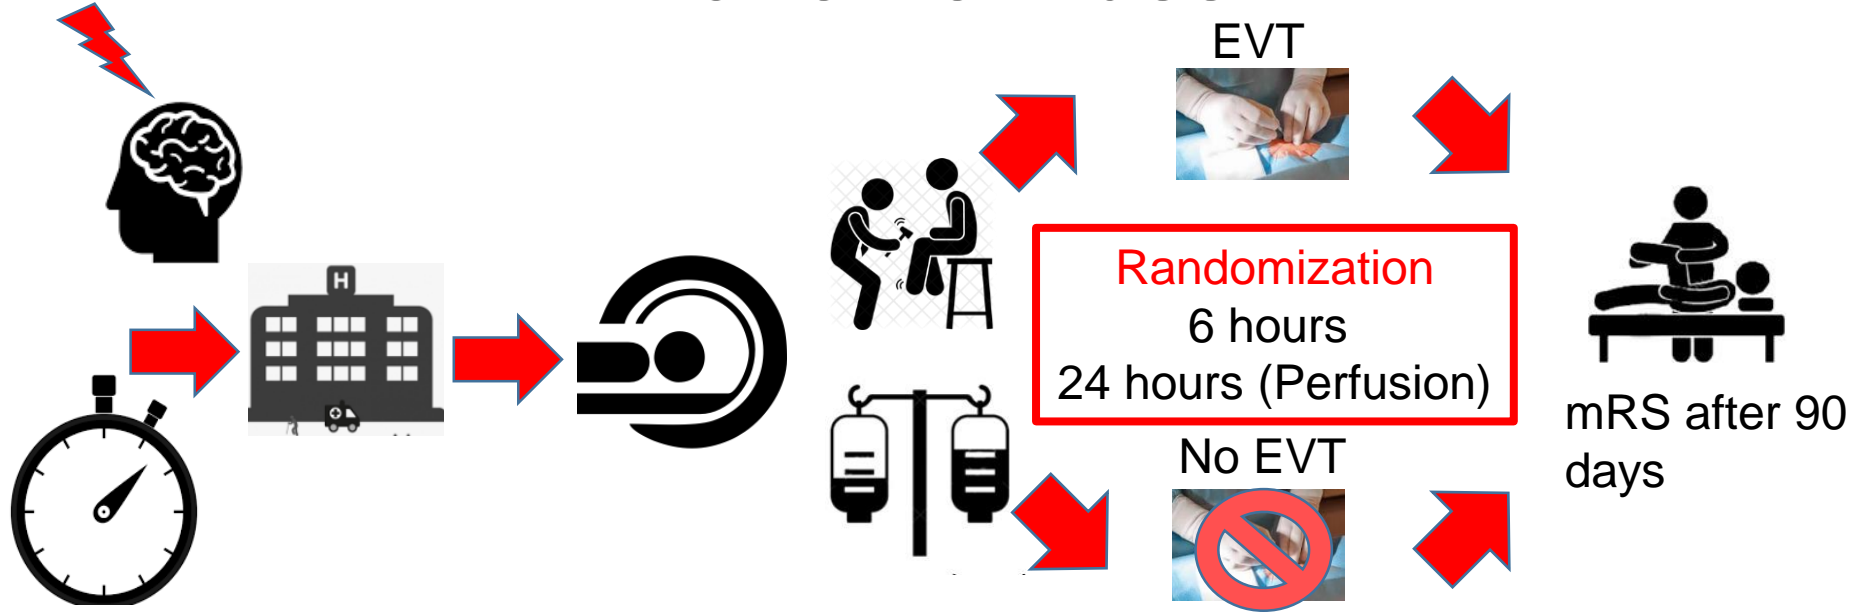 EVT
H
Randomization
6 hours
24 hours (Perfusion)
No EVT
mRS after 90
days